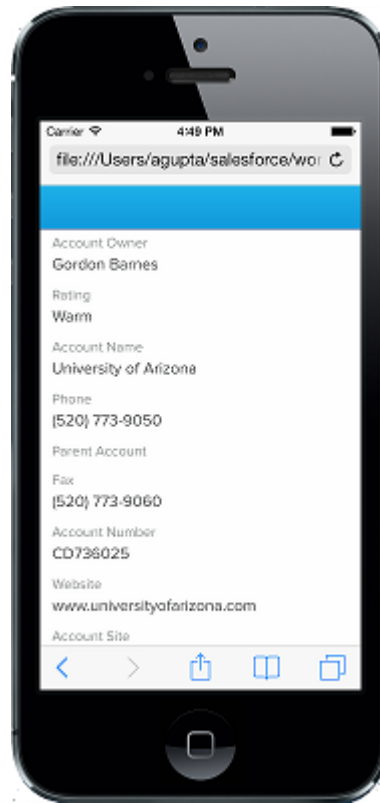 Carrier 4:49 PM
file:///Users/agupta/salesforce/wor
Account Owner
Gordon Barnes
Rating
Warm
Account Name
University of Arizona
Phone
(520) 773-9050
Parent Account
Fax
(520) 773-9060
Account Number
CD736025
Website
www.universityofarizona.com
Account Site